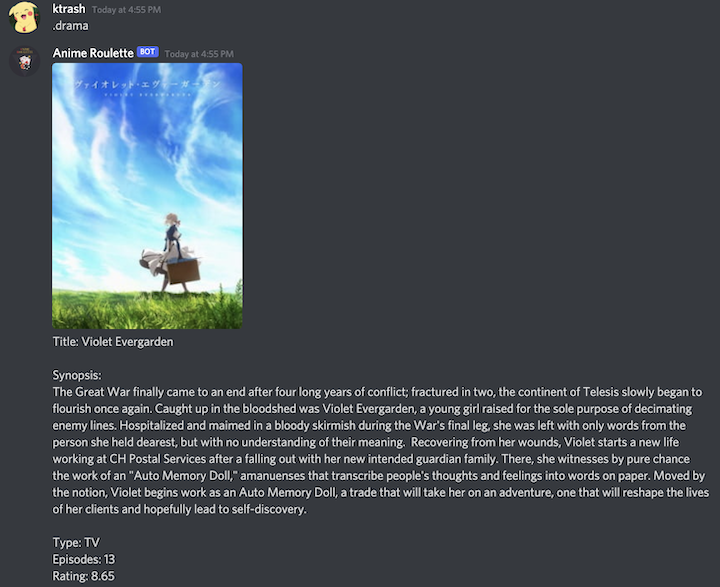 ktrash Today at 4:55 PM
.drama
Anime Roulette BOT Today at 4:55 PM
ヴァイオレット・エヴァーガーデン
VIOLET EVERGARDEN
Title: Violet Evergarden
Synopsis:
The Great War finally came to an end after four long years of conflict; fractured in two, the continent of Telesis slowly began to
flourish once again. Caught up in the bloodshed was Violet Evergarden, a young girl raised for the sole purpose of decimating
enemy lines. Hospitalized and maimed in a bloody skirmish during the War's final leg, she was left with only words from the
person she held dearest, but with no understanding of their meaning.  Recovering from her wounds, Violet starts a new life
working at CH Postal Services after a falling out with her new intended guardian family. There, she witnesses by pure chance
the work of an "Auto Memory Doll," amanuenses that transcribe people's thoughts and feelings into words on paper. Moved by
the notion, Violet begins work as an Auto Memory Doll, a trade that will take her on an adventure, one that will reshape the lives
of her clients and hopefully lead to self-discovery.
Type: TV
Episodes: 13
Rating: 8.65